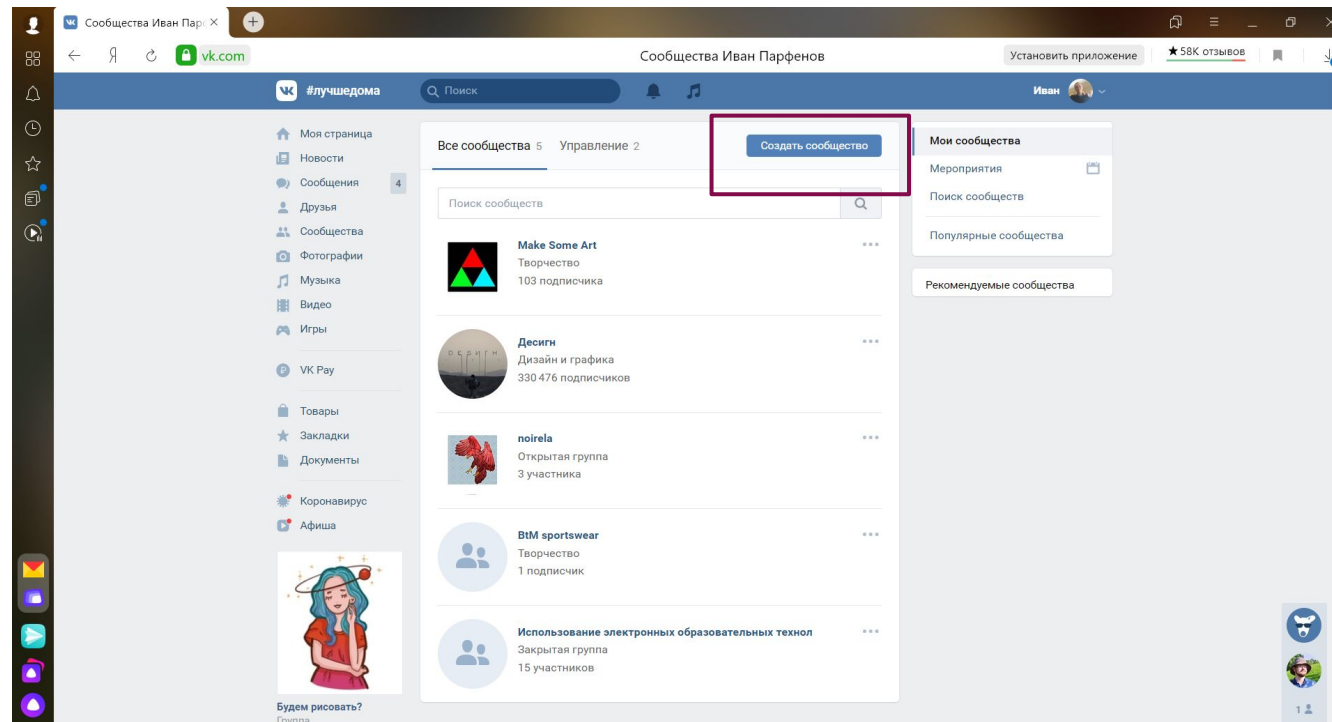 Сообщества Иван Пар
vk.com
Сообщества Иван Парфенов
Установить приложение
★58K отзывов
#лучшедома
Поиск
Иван
Моя страница
Новости
Сообщения 4
Друзья
Сообщества
Фотографии
Музыка
Видео
Игры
VK Pay
Товары
Закладки
Документы
Коронавирус
Афиша
Будем рисовать?
Группа
Все сообщества 5 Управление 2
Создать сообщество
Поиск сообществ
Make Some Art
Творчество
103 подписчика
Десигн
Дизайн и графика
330 476 подписчиков
noirela
Открытая группа
3 участника
BtM sportswear
Творчество
1 подписчик
Использование электронных образовательных технол
Закрытая группа
15 участников
Мои сообщества
Мероприятия
Поиск сообществ
Популярные сообщества
Рекомендуемые сообщества
1